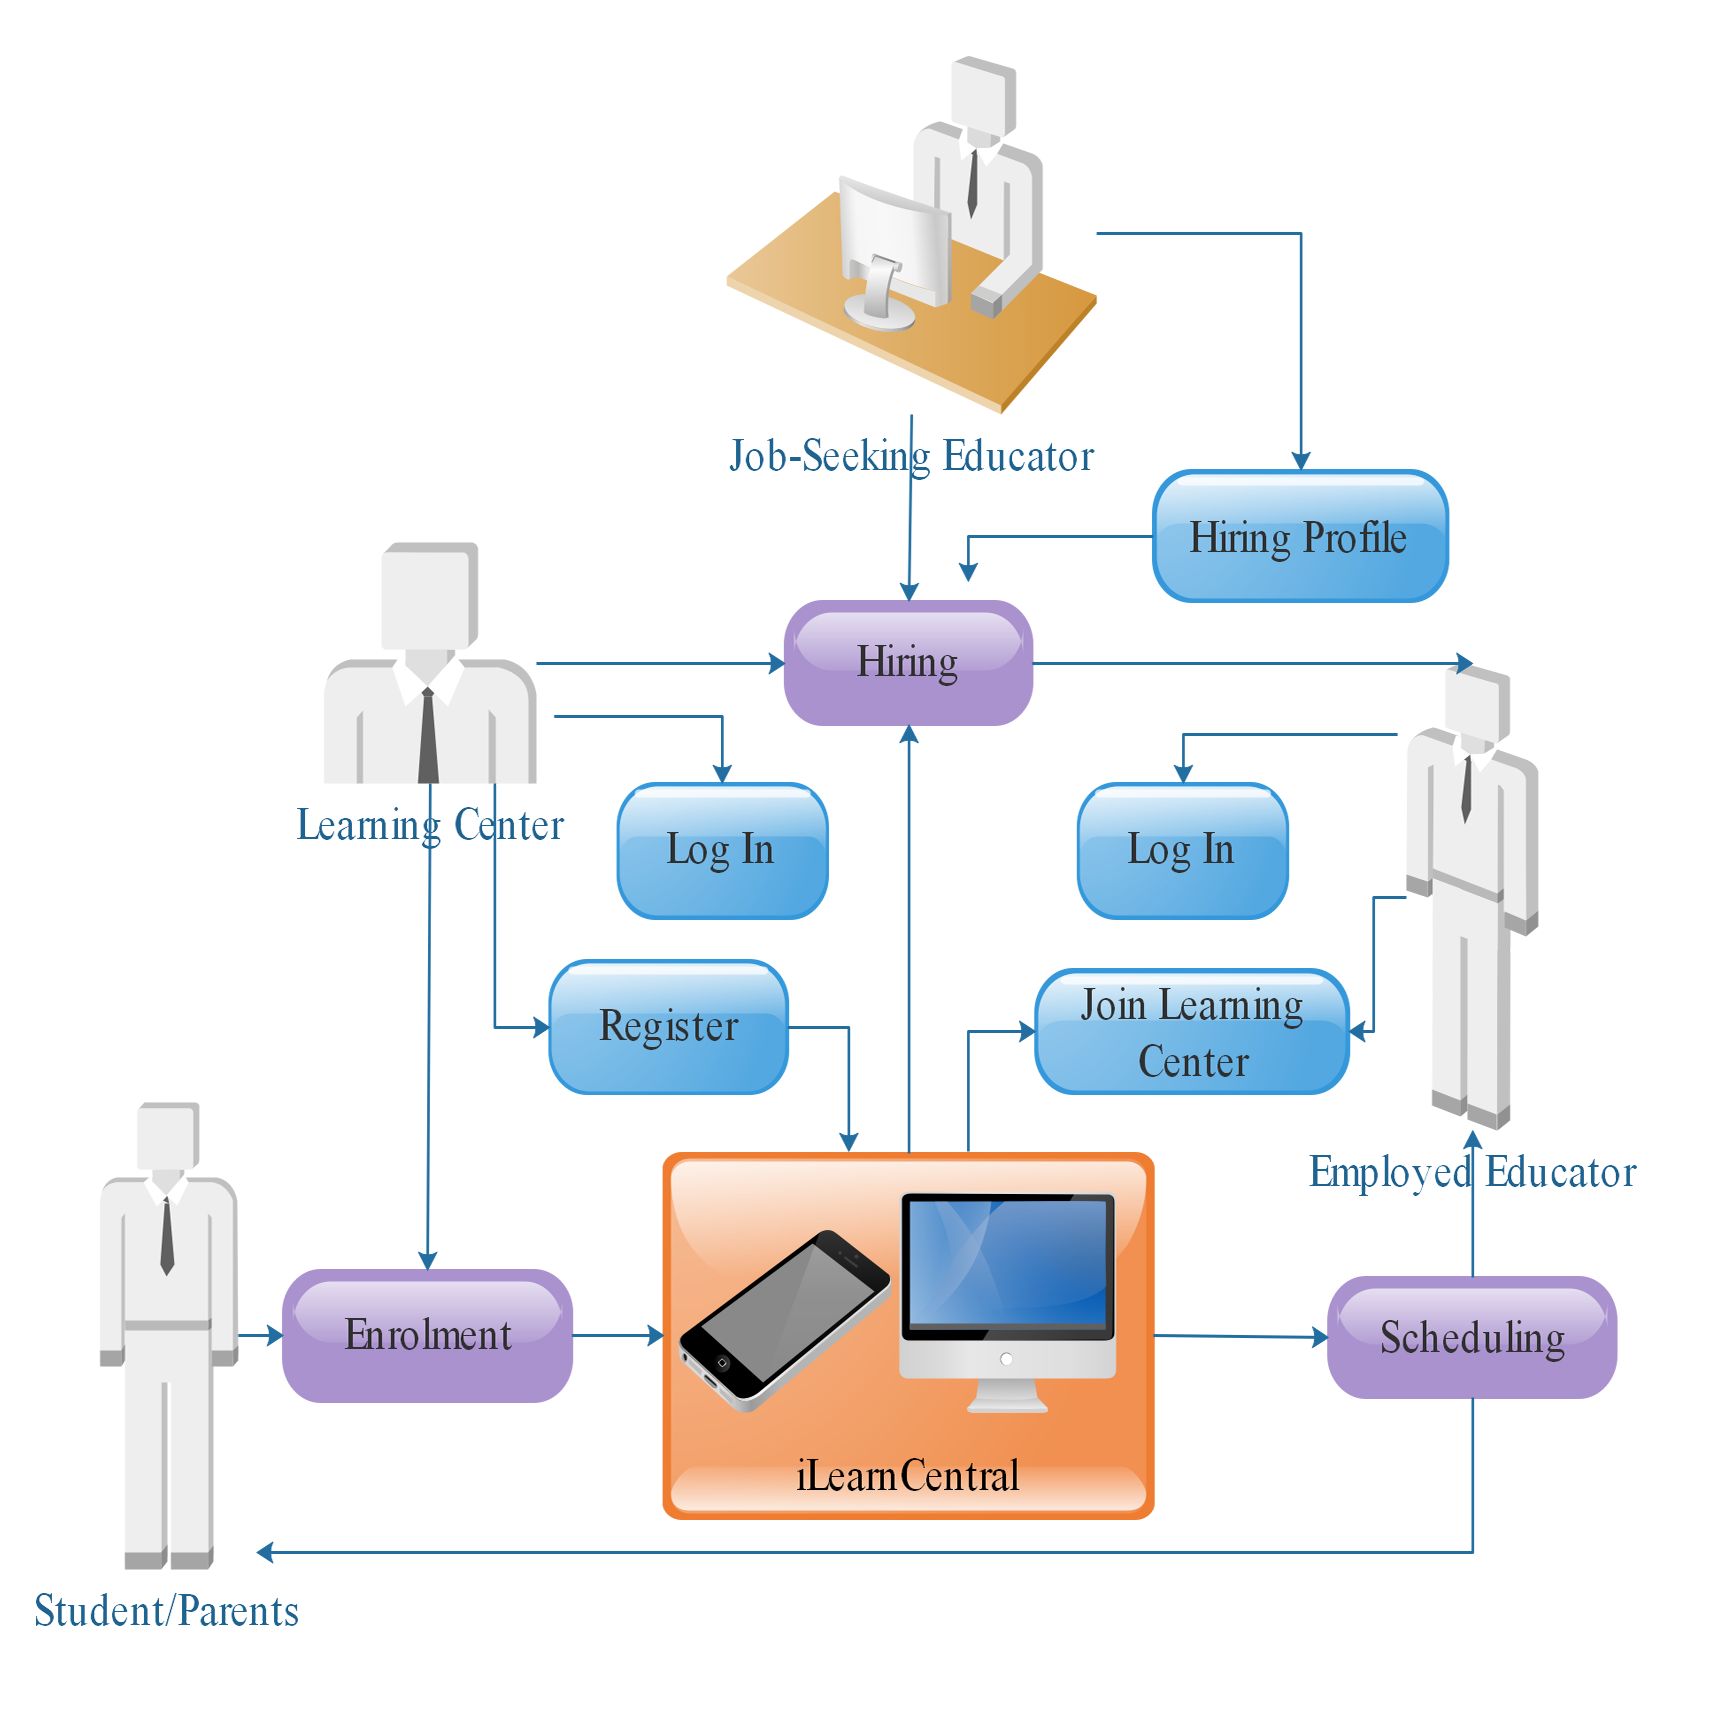 Job-Seeking Educator
Hiring Profile
Hiring
Learning Center
Log In
Log In
Register
Join Learning
Center
Employed Educator
Enrolment
Scheduling
iLearnCentral
Student/Parents